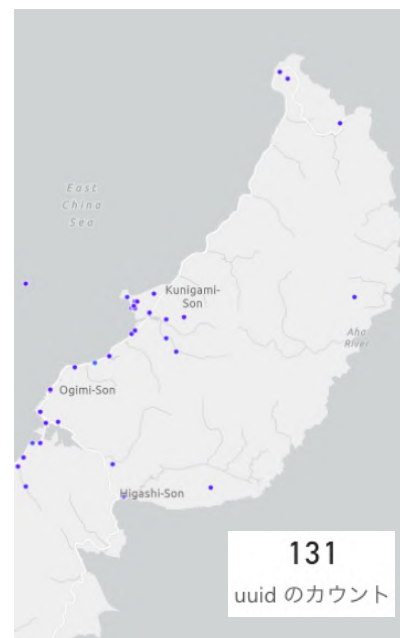 East
China
Sea
Kunigami-
Son
Aha
River
Ogimi-Son
Higashi-Son
131
uuid のカウント